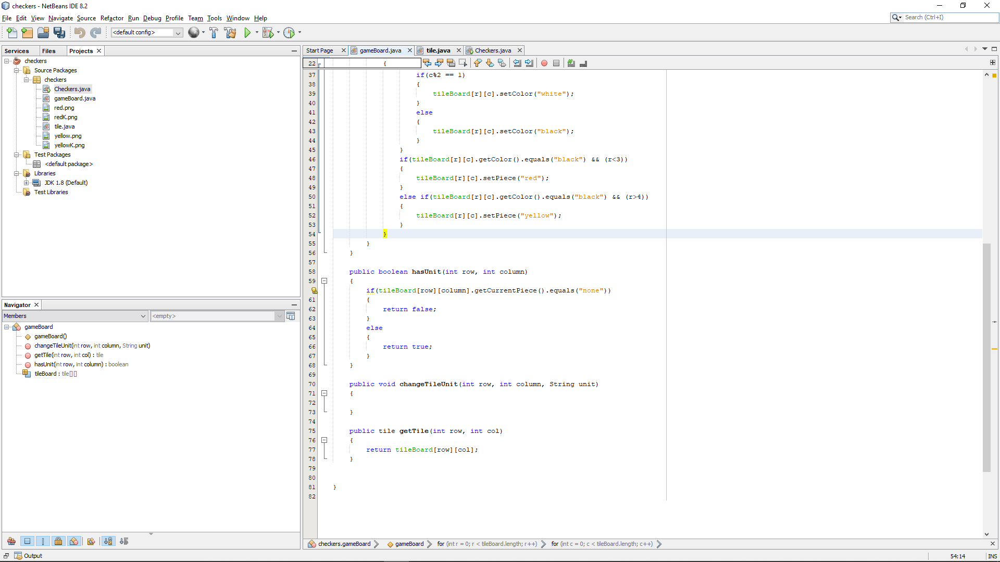 checkers - NetBeans IDE 8.2
File Edit View Navigate Source Refactor Run Debug Profile Team Tools Window Help
Search (Ctrl+I)
<default config>
Services Files Projects
checkers
Source Packages
checkers
Checkers.java
gameBoard.java
red.png
redK.png
tile.java
yellow.png
yellowK.png
Test Packages
<default package>
Libraries
JDK 1.8 (Default)
Test Libraries
Navigator
Members
<empty>
gameBoard
gameBoard()
changeTileUnit(int row, int column, String unit)
getTile(int row, int col) : tile
hasUnit(int row, int column) : boolean
tileBoard : tile[][]
Start Page gameBoard.java tile.java Checkers.java
22 {
37 if(c%2 == 1)
38 {
39 tileBoard[r][c].setColor("white");
40 }
41 else
42 {
43 tileBoard[r][c].setColor("black");
44 }
45 }
46 if(tileBoard[r][c].getColor().equals("black") && (r<3))
47 {
48 tileBoard[r][c].setPiece("red");
49 }
50 else if(tileBoard[r][c].getColor().equals("black") && (r>4))
51 {
52 tileBoard[r][c].setPiece("yellow");
53 }
54 }
55 }
56 }
57
58 public boolean hasUnit(int row, int column)
59 {
if(tileBoard[row][column].getCurrentPiece().equals("none"))
61 {
62 return false;
63 }
64 else
65 {
66 return true;
67 }
68 }
69
70 public void changeTileUnit(int row, int column, String unit)
71 {
72
73 }
74
75 public tile getTile(int row, int col)
76 {
77 return tileBoard[row][col];
78 }
79
80
81 }
82
checkers.gameBoard gameBoard for (int r = 0; r < tileBoard.length; r++) for (int c = 0; c < tileBoard.length; c++)
Output
54:14 INS